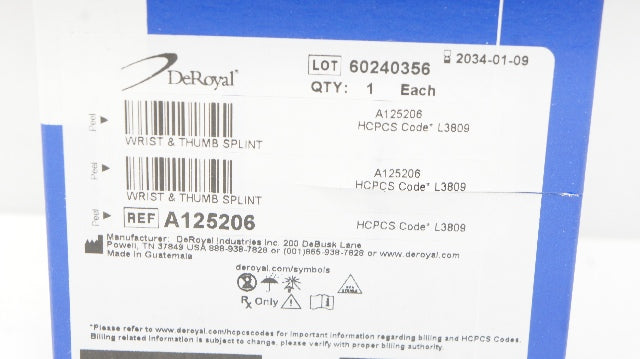 DeRoyal®
LOT 60240356
2034-01-09
QTY: 1 Each
Peel
WRIST & THUMB SPLINT
A125206
HCPCS Code* L3809
Peel
WRIST & THUMB SPLINT
A125206
HCPCS Code* L3809
Peel
REF A125206
HCPCS Code* L3809
Manufacturer: DeRoyal Industries Inc. 200 DeBusk Lane
Powell, TN 37849 USA 888-938-7828 or (001)865-938-7828 or www.deroyal.com
Made in Guatemala
deroyal.com/symbols
Rx Only
*Please refer to www.deroyal.com/hcpcscodes for important information regarding billing and HCPCS Codes.
Billing related information is subject to change, please verify with proper billing authority.